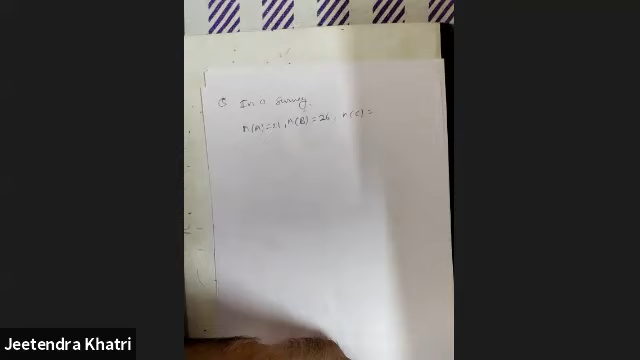 Q In a Survey.
n(A)=21, n(B) = 26, n(C) =
Jeetendra Khatri